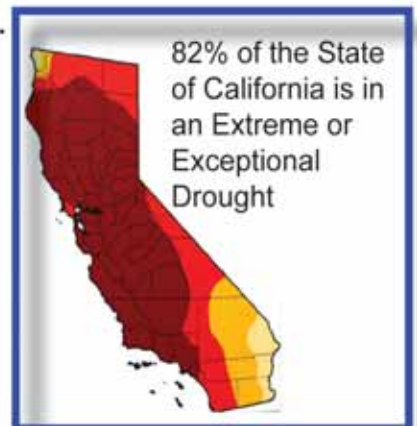 82% of the State
of California is in
an Extreme or
Exceptional
Drought